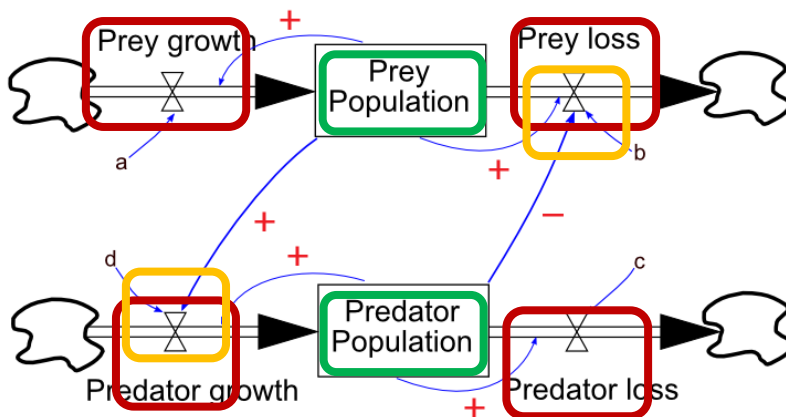 Prey growth
+
Prey
Population
Prey loss
a
+
b
+
−
d
+
c
Predator
Population
Predator growth
+
Predator loss